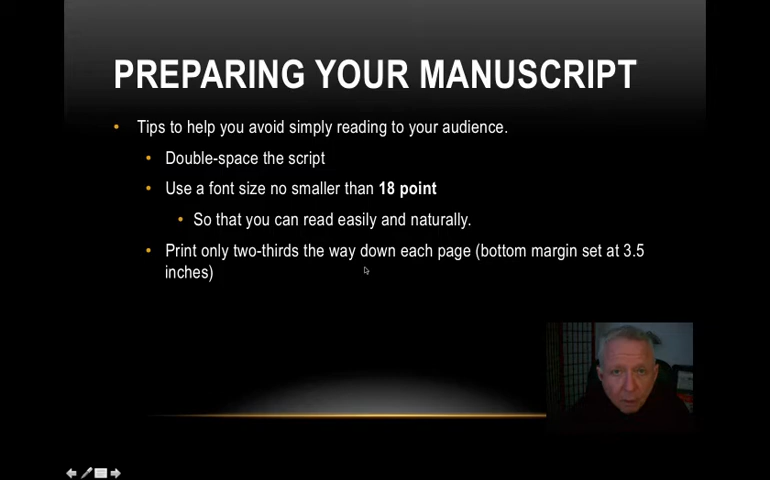 PREPARING YOUR MANUSCRIPT
• Tips to help you avoid simply reading to your audience.
• Double-space the script
• Use a font size no smaller than 18 point
• So that you can read easily and naturally.
• Print only two-thirds the way down each page (bottom margin set at 3.5
inches)